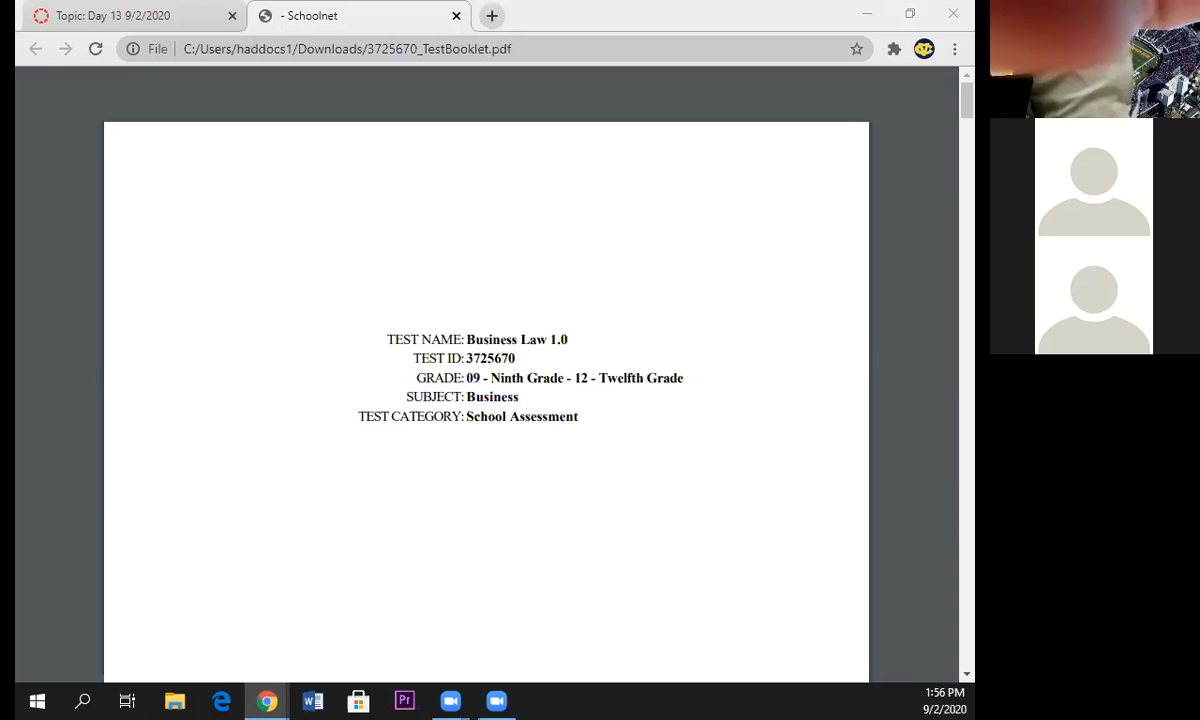 Topic: Day 13 9/2/2020
- Schoolnet
File
C:/Users/haddocs1/Downloads/3725670_TestBooklet.pdf
TEST NAME: Business Law 1.0
TEST ID: 3725670
GRADE: 09 - Ninth Grade - 12 - Twelfth Grade
SUBJECT: Business
TEST CATEGORY: School Assessment
Pr
1:56 PM
9/2/2020